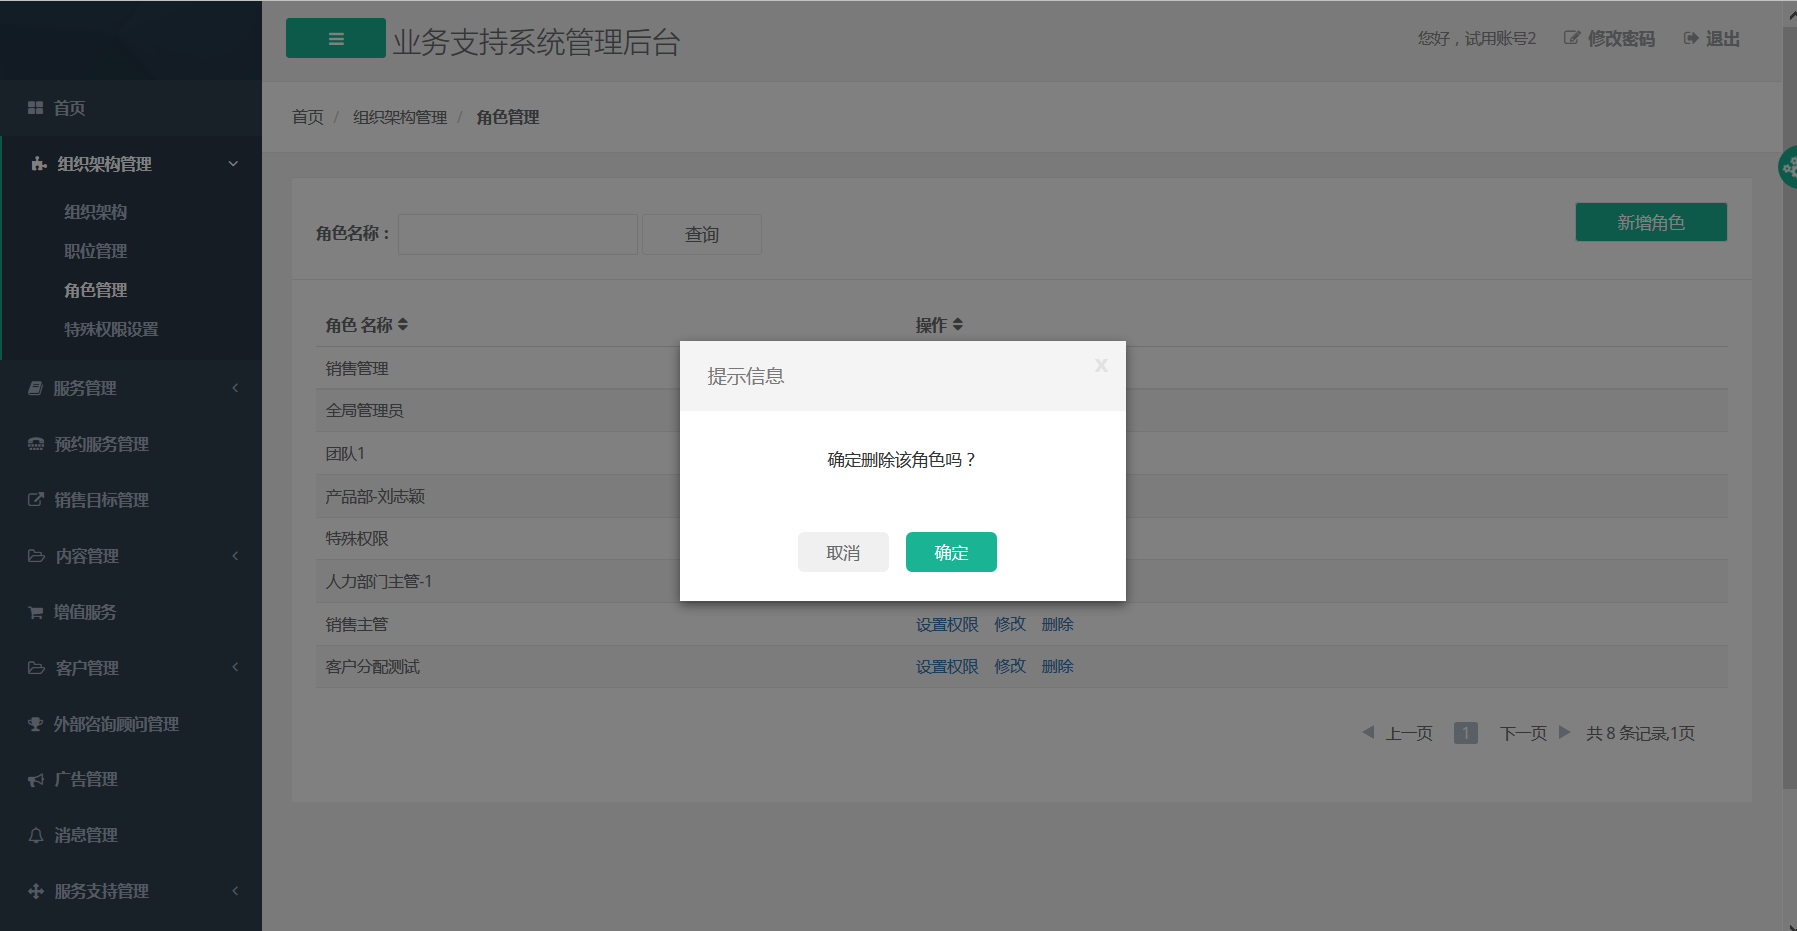 业务支持系统管理后台
您好，试用账号2 修改密码 退出
首页
组织架构管理
组织架构
职位管理
角色管理
特殊权限设置
服务管理
预约服务管理
销售目标管理
内容管理
增值服务
客户管理
外部咨询顾问管理
广告管理
消息管理
服务支持管理
首页 / 组织架构管理 / 角色管理
角色名称： 查询 新增角色
角色 名称 操作
销售管理
全局管理员
团队1
产品部-刘志颖
特殊权限
人力部门主管-1
销售主管 设置权限 修改 删除
客户分配测试 设置权限 修改 删除
上一页 1 下一页 共 8 条记录,1页
提示信息 x
确定删除该角色吗？
取消 确定